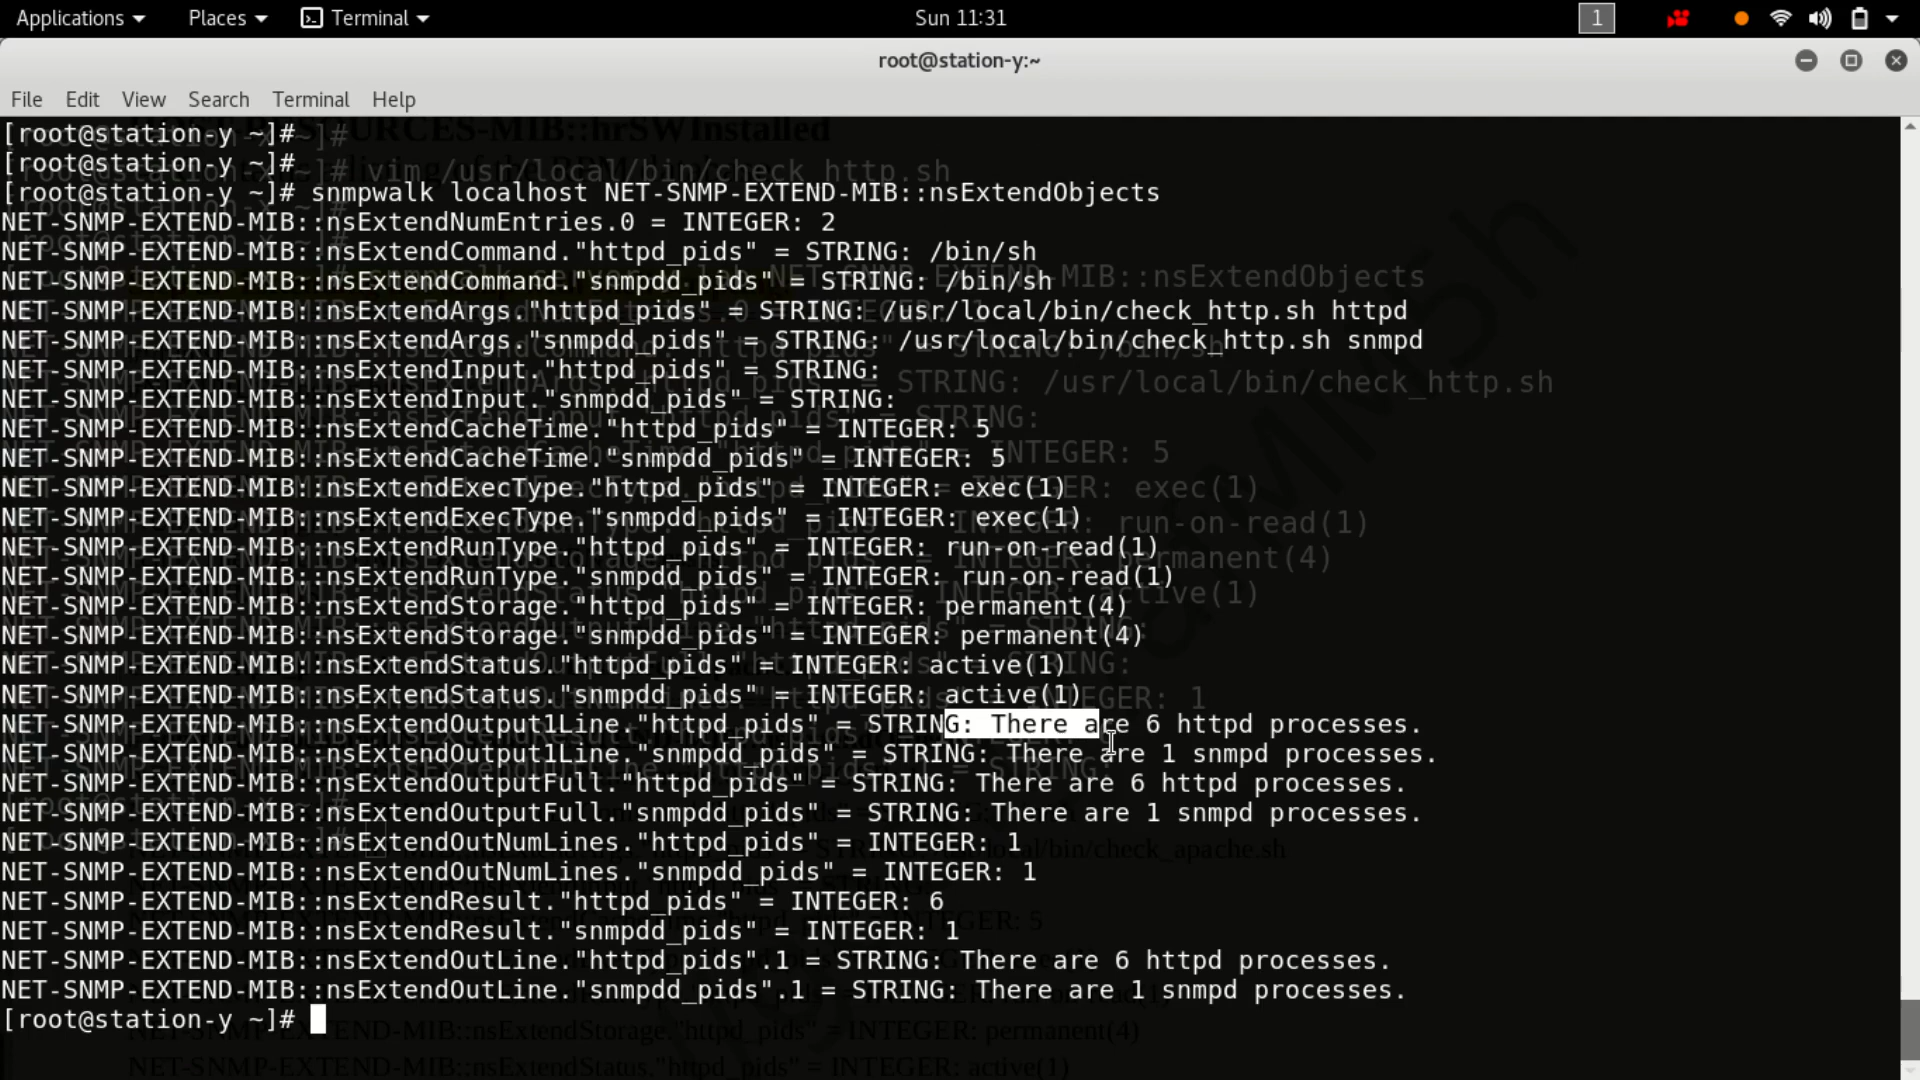 Applications Places Terminal Sun 11:31 1
root@station-y:~
File Edit View Search Terminal Help
[root@station-y ~]#
[root@station-y ~]#
[root@station-y ~]# snmpwalk localhost NET-SNMP-EXTEND-MIB::nsExtendObjects
NET-SNMP-EXTEND-MIB::nsExtendNumEntries.0 = INTEGER: 2
NET-SNMP-EXTEND-MIB::nsExtendCommand."httpd_pids" = STRING: /bin/sh
NET-SNMP-EXTEND-MIB::nsExtendCommand."snmpdd_pids" = STRING: /bin/sh
NET-SNMP-EXTEND-MIB::nsExtendArgs."httpd_pids" = STRING: /usr/local/bin/check_http.sh httpd
NET-SNMP-EXTEND-MIB::nsExtendArgs."snmpdd_pids" = STRING: /usr/local/bin/check_http.sh snmpd
NET-SNMP-EXTEND-MIB::nsExtendInput."httpd_pids" = STRING:
NET-SNMP-EXTEND-MIB::nsExtendInput."snmpdd_pids" = STRING:
NET-SNMP-EXTEND-MIB::nsExtendCacheTime."httpd_pids" = INTEGER: 5
NET-SNMP-EXTEND-MIB::nsExtendCacheTime."snmpdd_pids" = INTEGER: 5
NET-SNMP-EXTEND-MIB::nsExtendExecType."httpd_pids" = INTEGER: exec(1)
NET-SNMP-EXTEND-MIB::nsExtendExecType."snmpdd_pids" = INTEGER: exec(1)
NET-SNMP-EXTEND-MIB::nsExtendRunType."httpd_pids" = INTEGER: run-on-read(1)
NET-SNMP-EXTEND-MIB::nsExtendRunType."snmpdd_pids" = INTEGER: run-on-read(1)
NET-SNMP-EXTEND-MIB::nsExtendStorage."httpd_pids" = INTEGER: permanent(4)
NET-SNMP-EXTEND-MIB::nsExtendStorage."snmpdd_pids" = INTEGER: permanent(4)
NET-SNMP-EXTEND-MIB::nsExtendStatus."httpd_pids" = INTEGER: active(1)
NET-SNMP-EXTEND-MIB::nsExtendStatus."snmpdd_pids" = INTEGER: active(1)
NET-SNMP-EXTEND-MIB::nsExtendOutput1Line."httpd_pids" = STRING: There are 6 httpd processes.
NET-SNMP-EXTEND-MIB::nsExtendOutput1Line."snmpdd_pids" = STRING: There are 1 snmpd processes.
NET-SNMP-EXTEND-MIB::nsExtendOutputFull."httpd_pids" = STRING: There are 6 httpd processes.
NET-SNMP-EXTEND-MIB::nsExtendOutputFull."snmpdd_pids" = STRING: There are 1 snmpd processes.
NET-SNMP-EXTEND-MIB::nsExtendOutNumLines."httpd_pids" = INTEGER: 1
NET-SNMP-EXTEND-MIB::nsExtendOutNumLines."snmpdd_pids" = INTEGER: 1
NET-SNMP-EXTEND-MIB::nsExtendResult."httpd_pids" = INTEGER: 6
NET-SNMP-EXTEND-MIB::nsExtendResult."snmpdd_pids" = INTEGER: 1
NET-SNMP-EXTEND-MIB::nsExtendOutLine."httpd_pids".1 = STRING: There are 6 httpd processes.
NET-SNMP-EXTEND-MIB::nsExtendOutLine."snmpdd_pids".1 = STRING: There are 1 snmpd processes.
[root@station-y ~]#